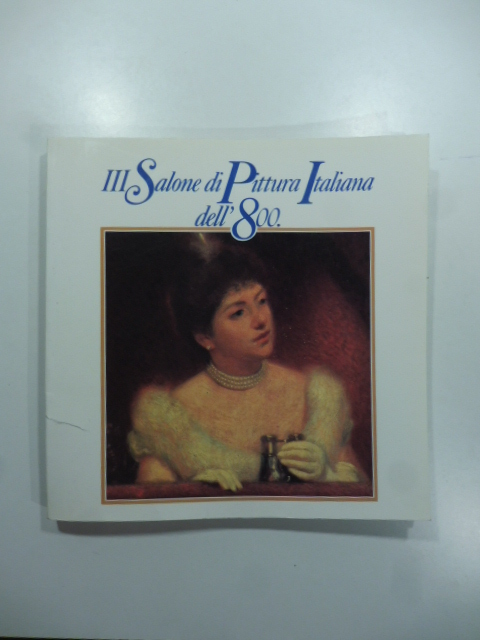 III Salone di Pittura Italiana
dell' 800.